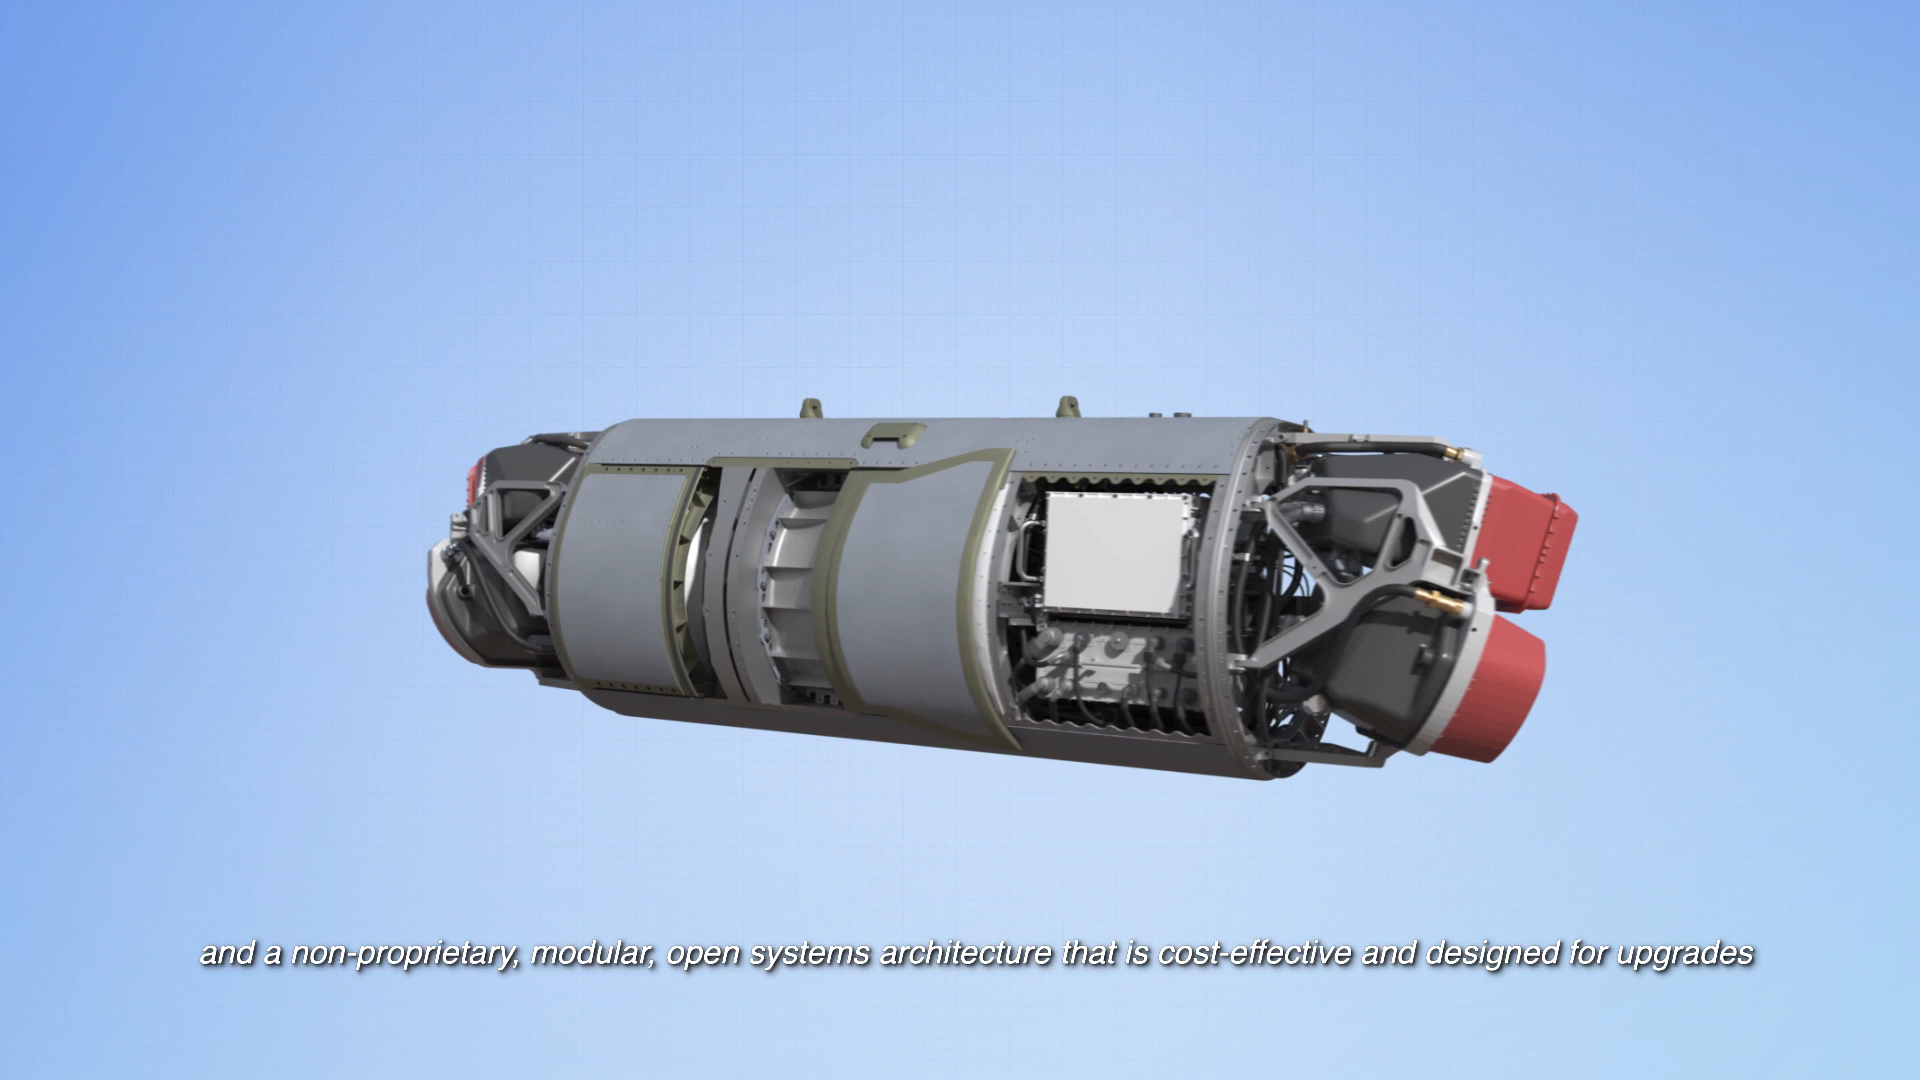 and a non-proprietary, modular, open systems architecture that is cost-effective and designed for upgrades